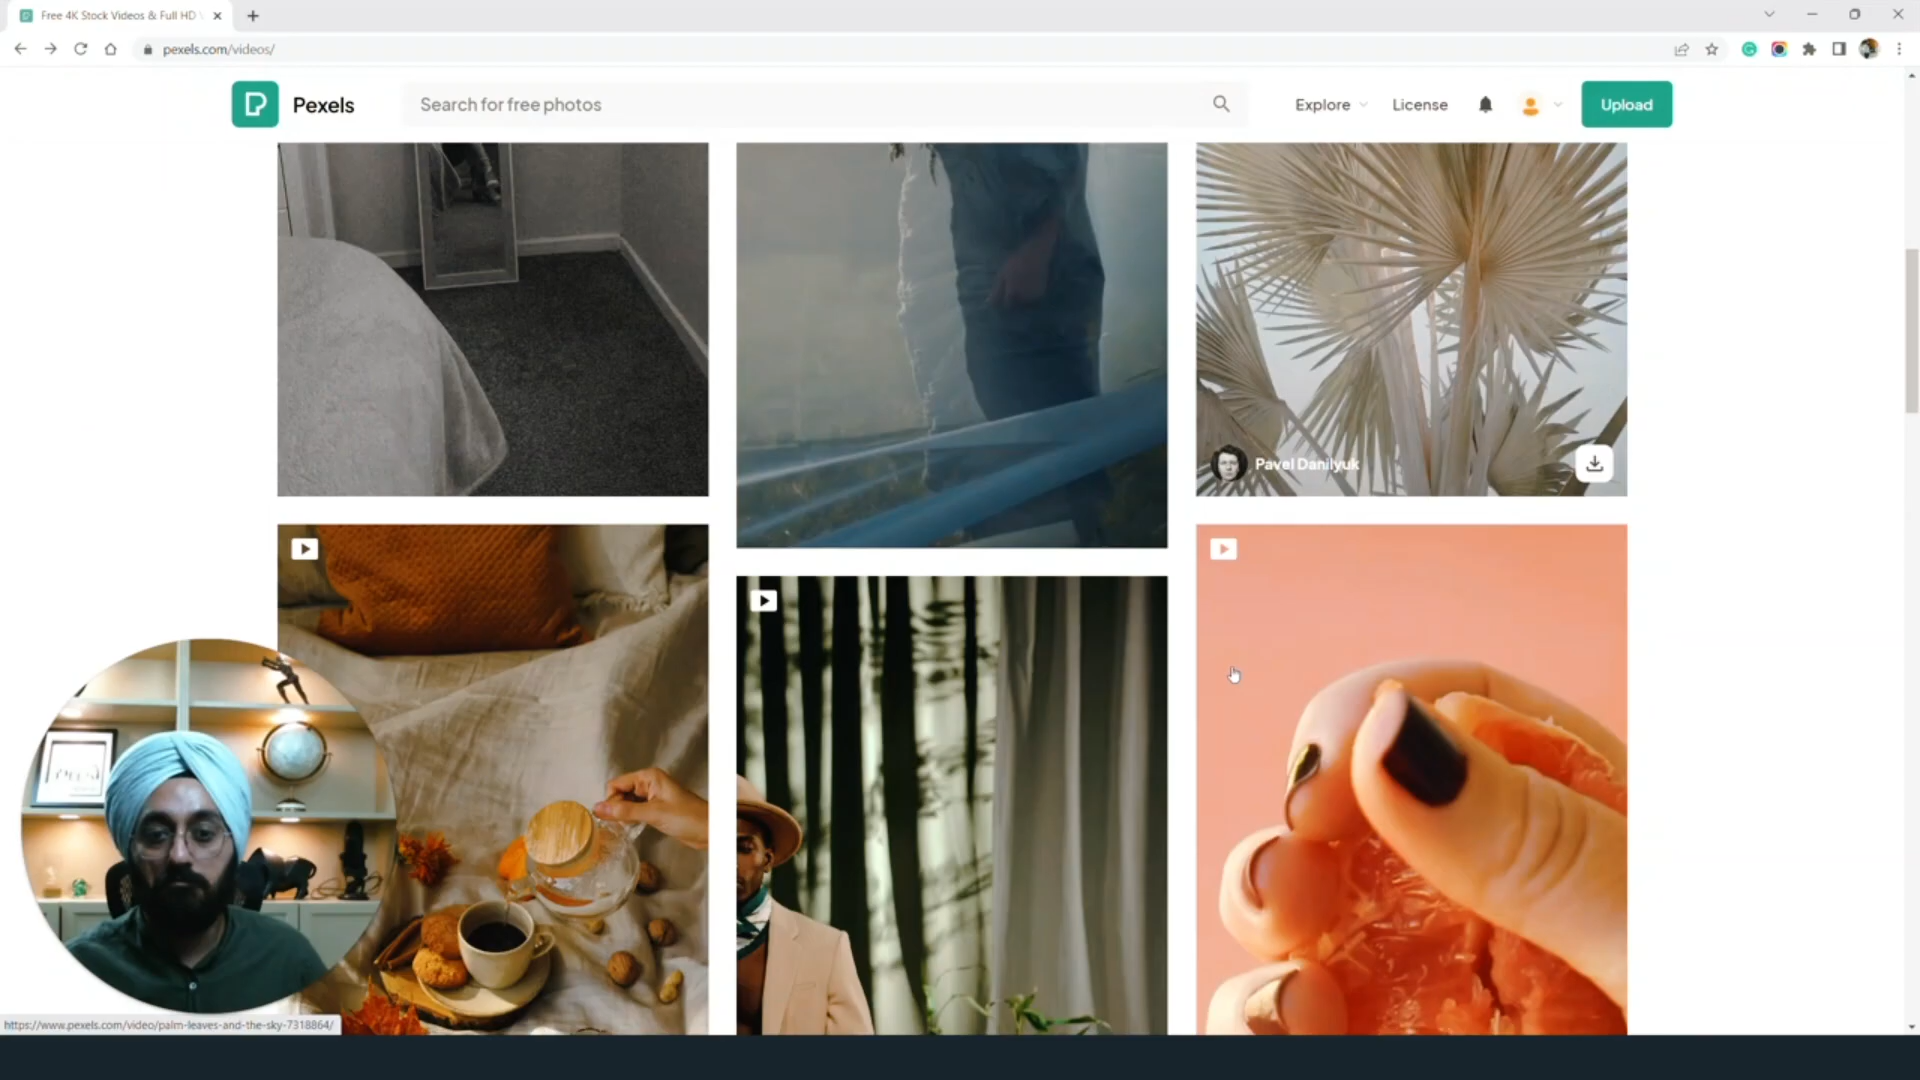 Free 4K Stock Videos & Full HD
pexels.com/videos/
Pexels
Search for free photos
Explore
License
Upload
Pavel Danilyuk
https://www.pexels.com/video/palm-leaves-and-the-sky-7318864/